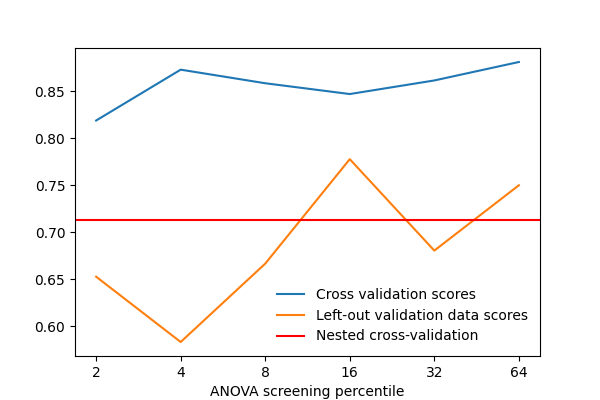 0.85
0.80
0.75
0.70
0.65
0.60
Cross validation scores
Left-out validation data scores
Nested cross-validation
2 4 8 16 32 64
ANOVA screening percentile